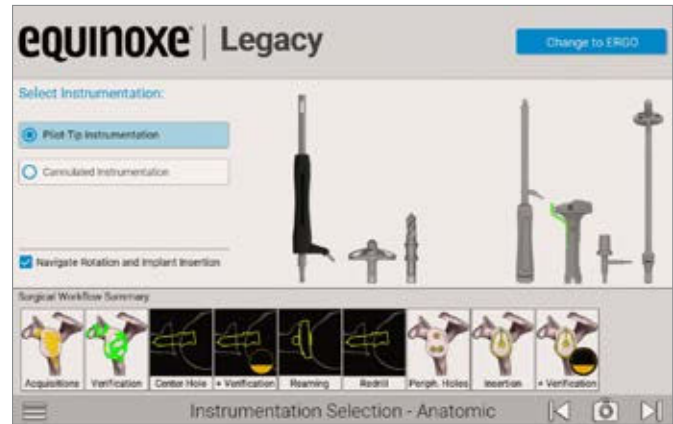 equinoxe | Legacy
Change to ERGO
Select Instrumentation:
Pilot Tip Instrumentation
Cannulated Instrumentation
Navigate Rotation and Implant Insertion
Surgical Workflow Summary
Acquisitions
Verification
Center Hole
+ Verification
Reaming
Redrill
Periph. Holes
Insertion
+ Verification
Instrumentation Selection - Anatomic